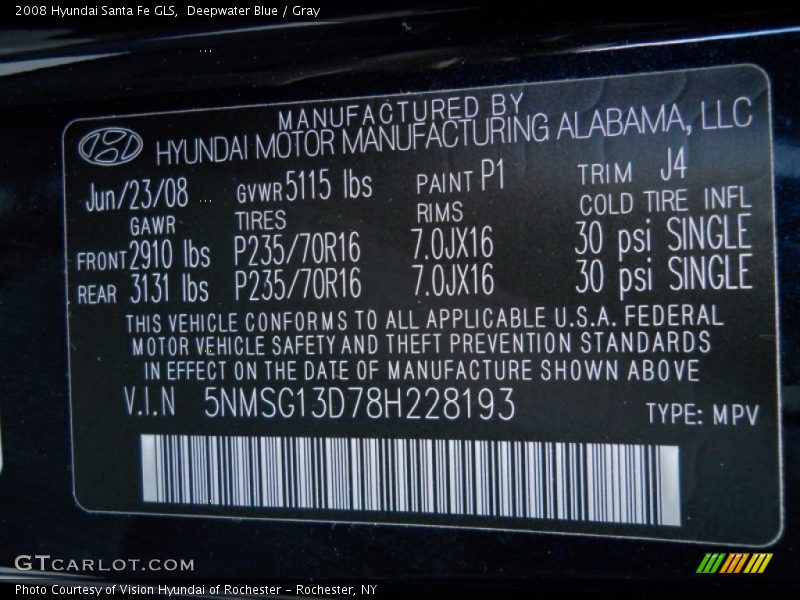 2008 Hyundai Santa Fe GLS,  Deepwater Blue / Gray
MANUFACTURED BY
HYUNDAI MOTOR MANUFACTURING ALABAMA, LLC
Jun/23/08 GVWR 5115 lbs PAINT P1 TRIM J4
GAWR TIRES RIMS COLD TIRE INFL
FRONT 2910 lbs P235/70R16 7.0JX16 30 psi SINGLE
REAR 3131 lbs P235/70R16 7.0JX16 30 psi SINGLE
THIS VEHICLE CONFORMS TO ALL APPLICABLE U.S.A. FEDERAL
MOTOR VEHICLE SAFETY AND THEFT PREVENTION STANDARDS
IN EFFECT ON THE DATE OF MANUFACTURE SHOWN ABOVE
V.I.N 5NMSG13D78H228193 TYPE: MPV
GTCARLOT.COM
Photo Courtesy of Vision Hyundai of Rochester - Rochester, NY